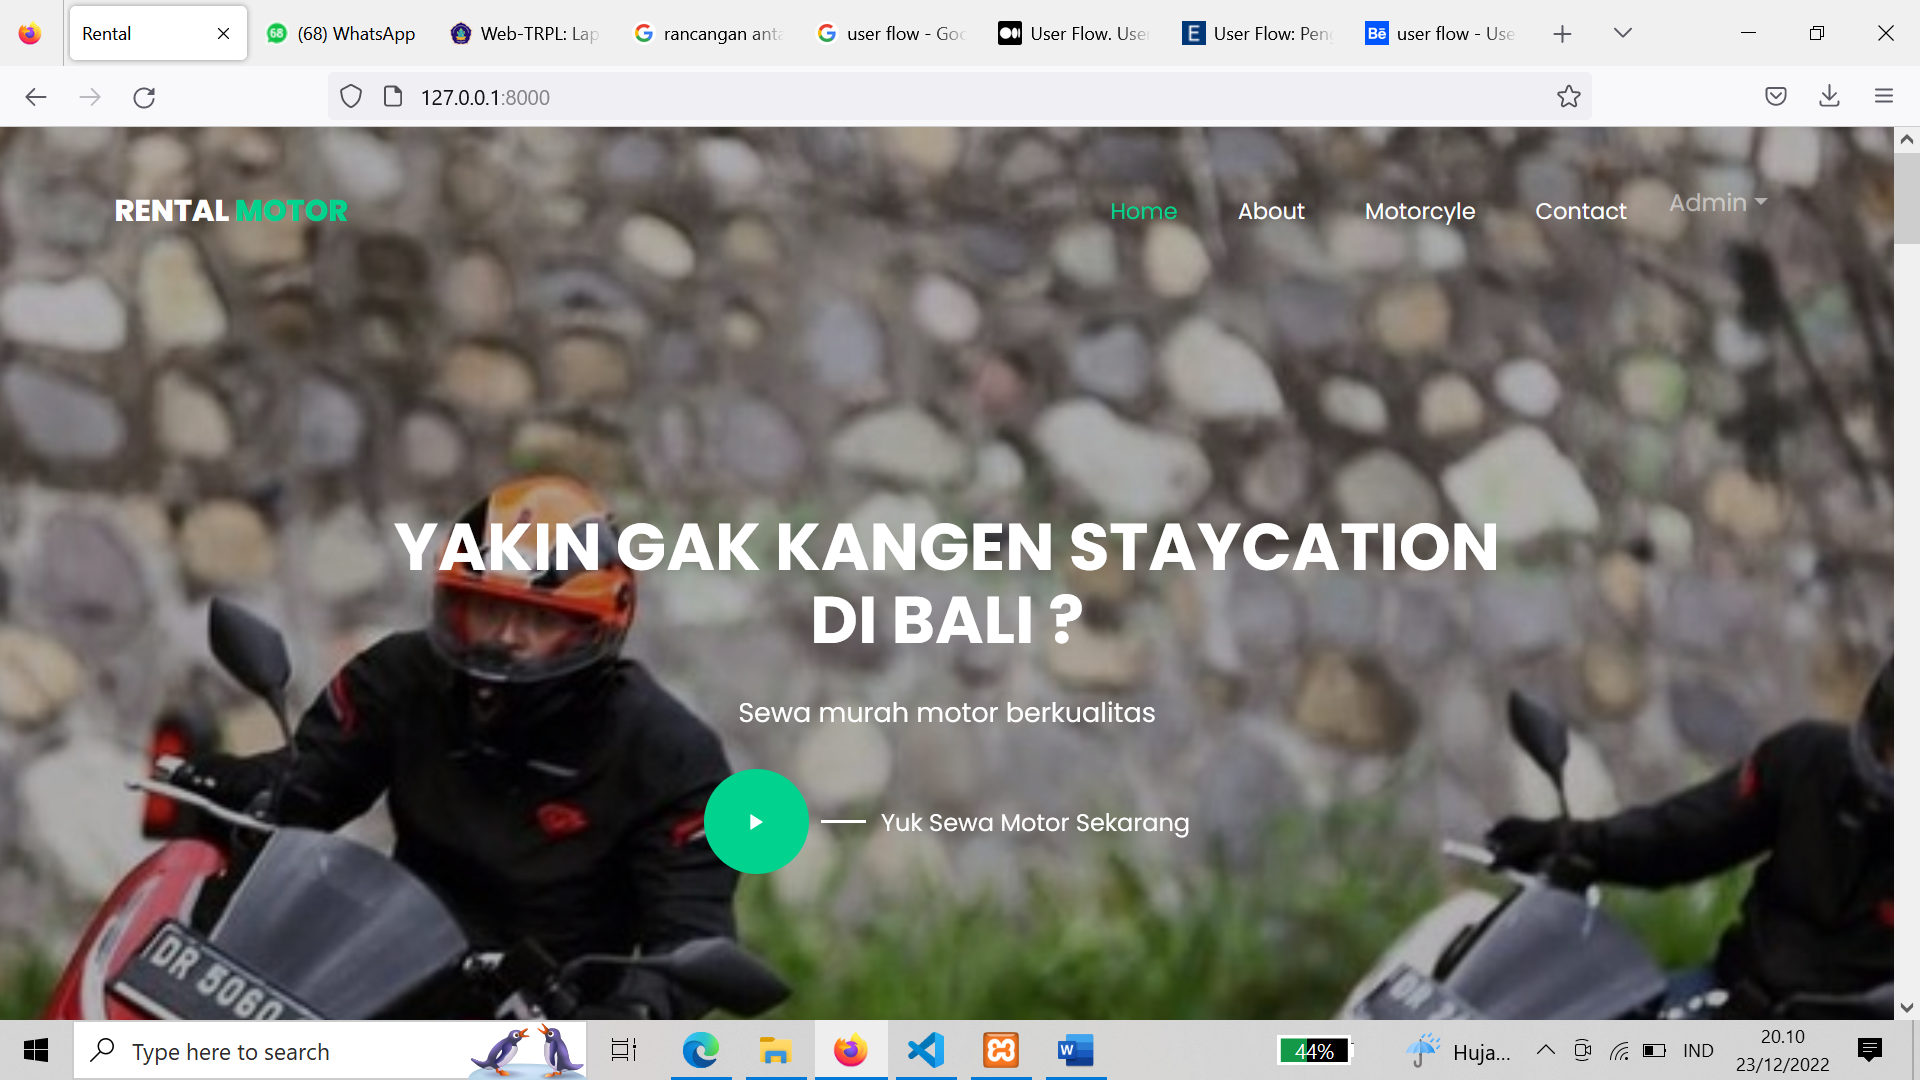 Rental
(68) WhatsApp
Web-TRPL: Lap
rancangan anta
user flow - Goo
User Flow. Use
User Flow: Peng
user flow - Use
127.0.0.1:8000
RENTAL MOTOR
Home
About
Motorcyle
Contact
Admin
YAKIN GAK KANGEN STAYCATION
DI BALI ?
Sewa murah motor berkualitas
Yuk Sewa Motor Sekarang
DR 5060
DR
Type here to search
44%
Huja...
IND
20.10
23/12/2022